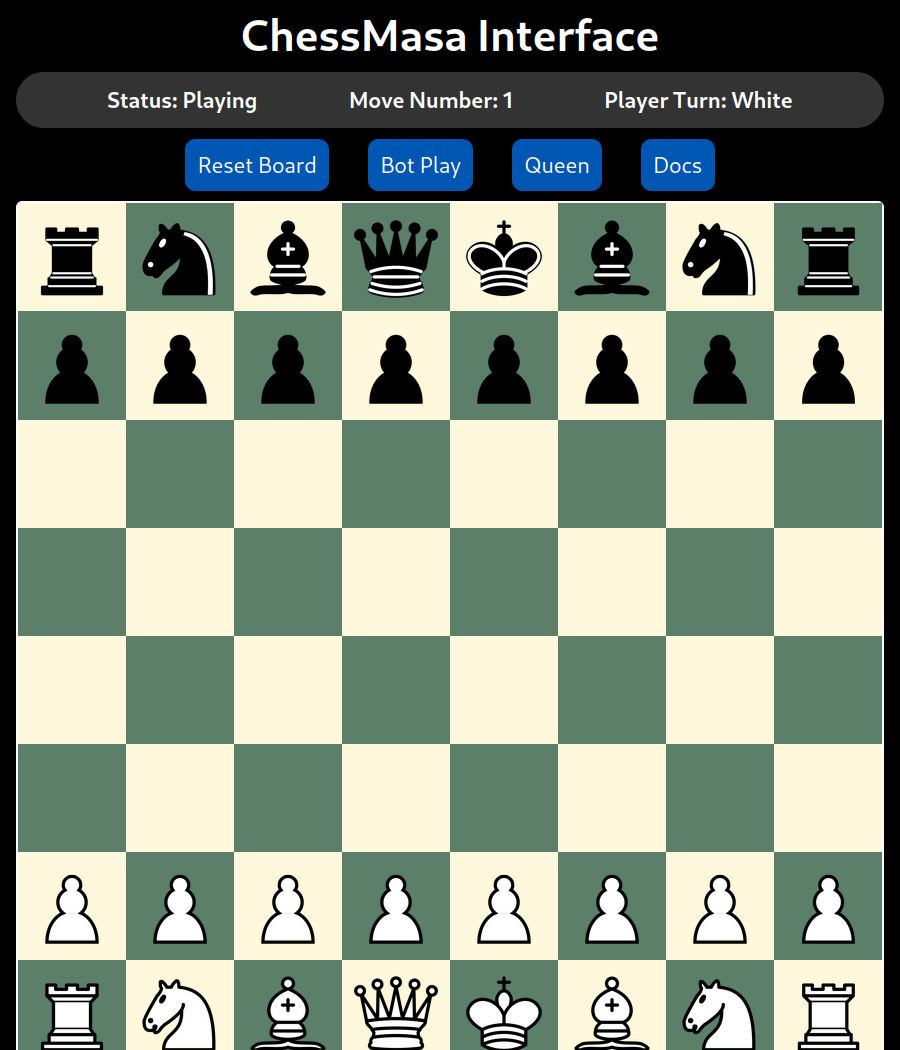 ChessMasa Interface
Status: Playing Move Number: 1 Player Turn: White
Reset Board Bot Play Queen Docs